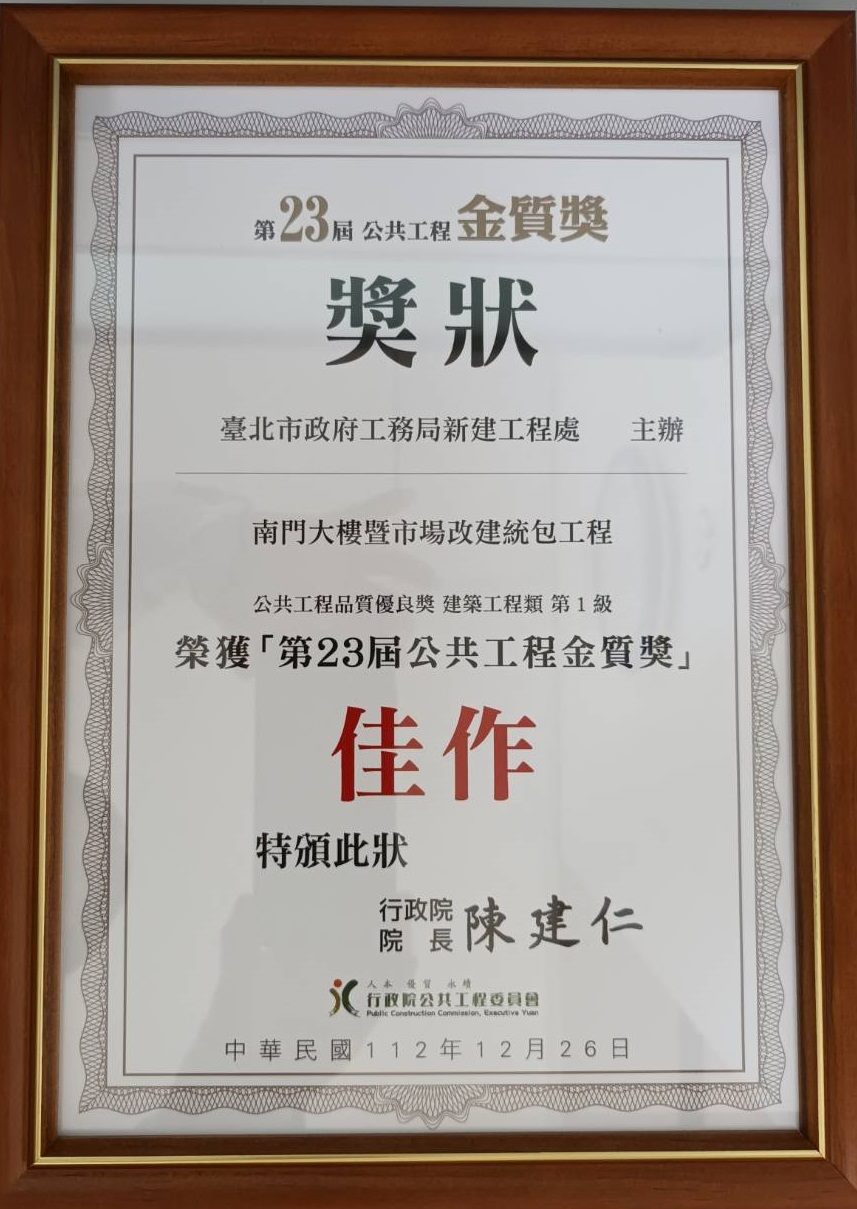 第23屆 公共工程 金質獎
獎狀
臺北市政府工務局新建工程處 主辦
南門大樓暨市場改建統包工程
公共工程品質優良獎 建築工程類 第1級
榮獲「第23屆公共工程金質獎」
佳作
特頒此狀
行政院
院長 陳建仁
人本 優質 永續
行政院公共工程委員會
Public Construction Commission, Executive Yuan
中華民國112年12月26日